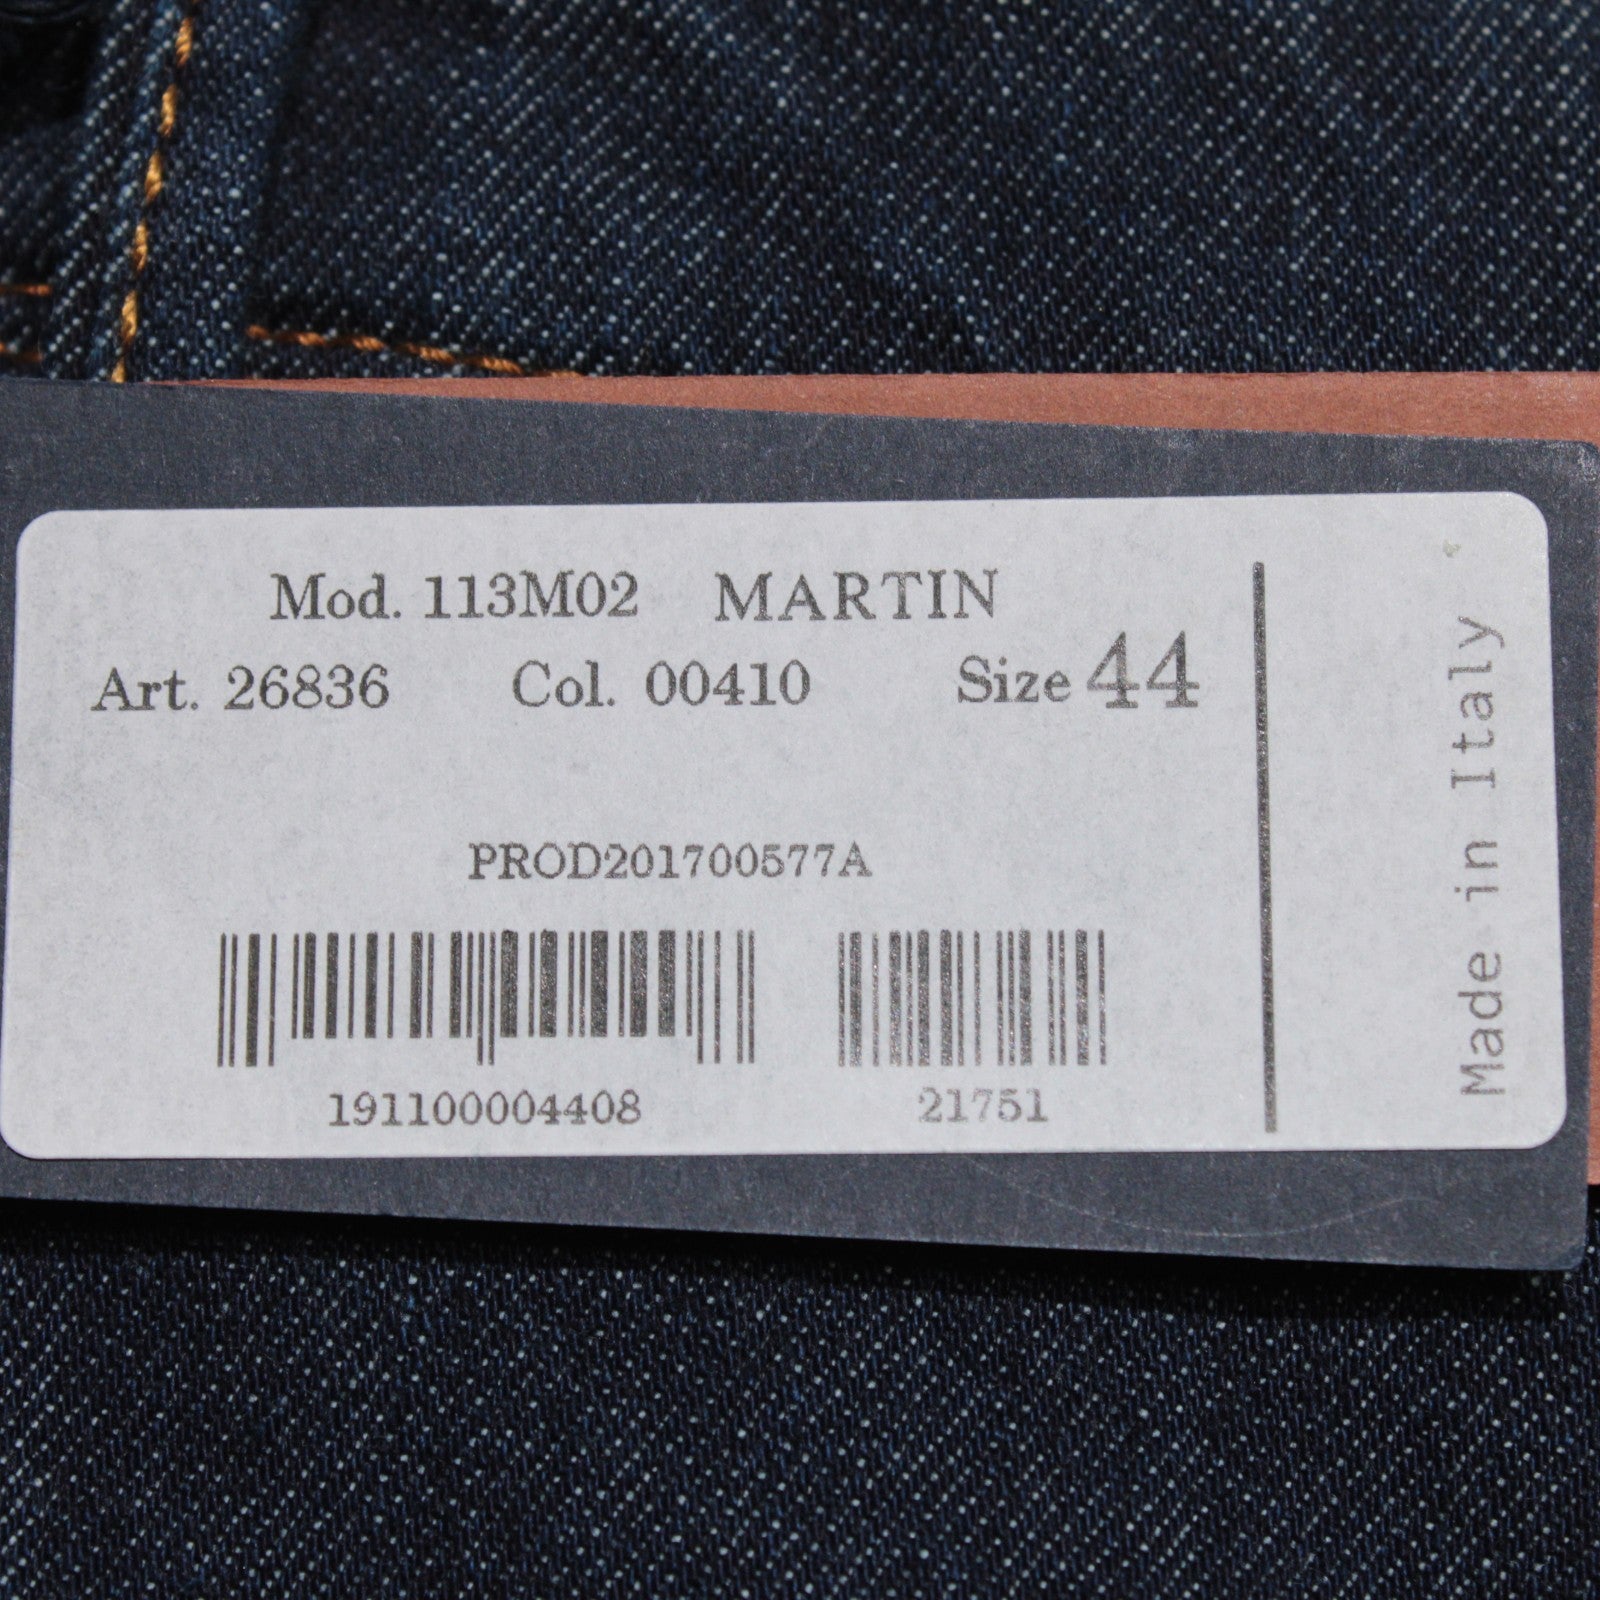 Mod. 113M02 MARTIN
Art. 26836 Col. 00410 Size 44
PROD201700577A
191100004408 21751
Made in Italy